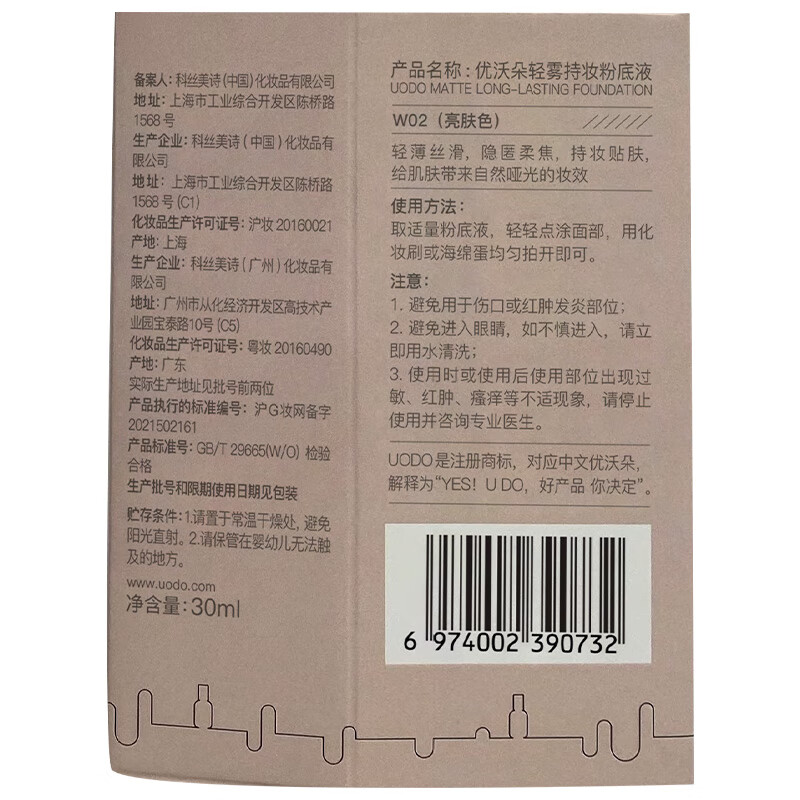 备案人：科丝美诗(中国)化妆品有限公司
地址：上海市工业综合开发区陈桥路
1568号
生产企业：科丝美诗（中国）化妆品有
限公司
地址：上海市工业综合开发区陈桥路
1568号(C1)
化妆品生产许可证号：沪妆20160021
产地：上海
生产企业：科丝美诗（广州）化妆品有
限公司
地址：广州市从化经济开发区高技术产
业园宝泰路10号(C5)
化妆品生产许可证号：粤妆20160490
产地：广东
实际生产地址见批号前两位
产品执行的标准编号：沪G妆网备字
2021502161
产品标准号：GB/T 29665(W/O) 检验
合格
生产批号和限期使用日期见包装
贮存条件：1.请置于常温干燥处，避免
阳光直射。2.请保管在婴幼儿无法触
及的地方。
www.uodo.com
净含量：30ml
产品名称：优沃朵轻雾持妆粉底液
UODO MATTE LONG-LASTING FOUNDATION
W02（亮肤色）
轻薄丝滑，隐匿柔焦，持妆贴肤，
给肌肤带来自然哑光的妆效
使用方法：
取适量粉底液，轻轻点涂面部，用化
妆刷或海绵蛋均匀拍开即可。
注意：
1. 避免用于伤口或红肿发炎部位；
2. 避免进入眼睛，如不慎进入，请立
即用水清洗；
3. 使用时或使用后使用部位出现过
敏、红肿、瘙痒等不适现象，请停止
使用并咨询专业医生。
UODO是注册商标，对应中文优沃朵，
解释为“YES！U DO，好产品 你决定”。
6 974002 390732